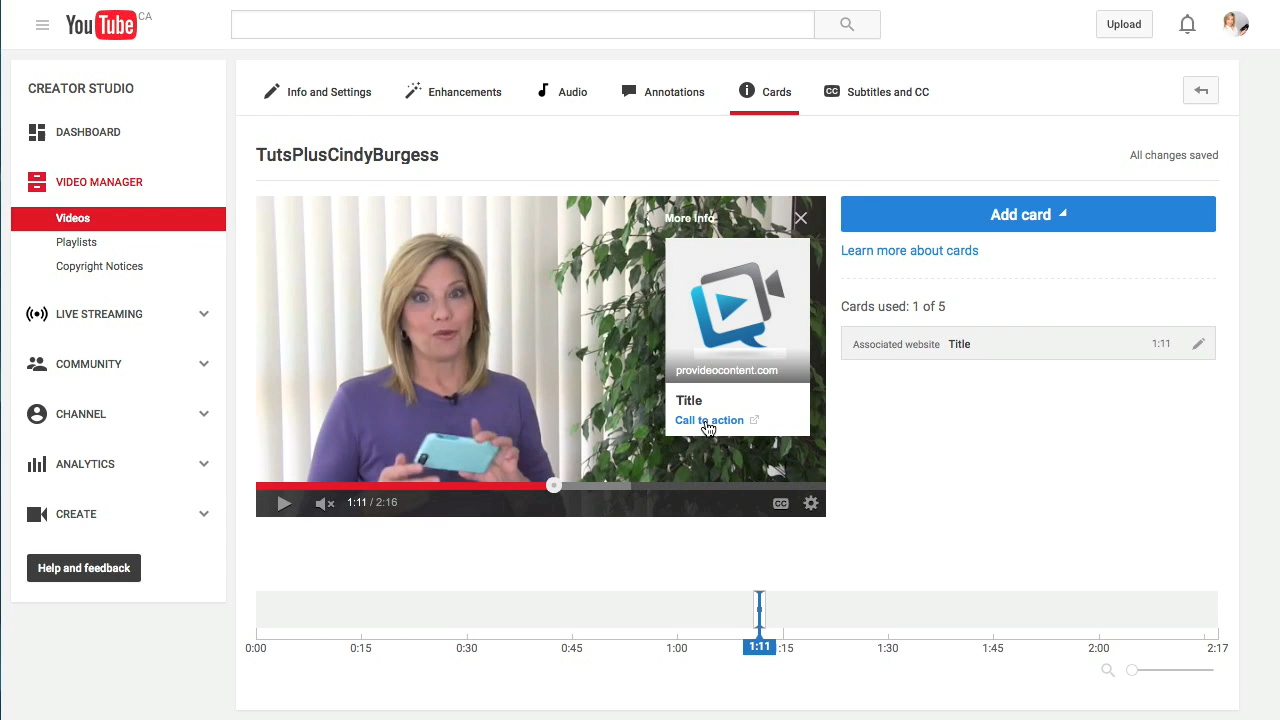 YouTube CA
Upload
CREATOR STUDIO
DASHBOARD
VIDEO MANAGER
Videos
Playlists
Copyright Notices
LIVE STREAMING
COMMUNITY
CHANNEL
ANALYTICS
CREATE
Help and feedback
Info and Settings
Enhancements
Audio
Annotations
Cards
CC Subtitles and CC
TutsPlusCindyBurgess
All changes saved
More Info
provideocontent.com
Title
Call to action
1:11 / 2:16
CC
Add card
Learn more about cards
Cards used: 1 of 5
Associated website Title 1:11
0:00 0:15 0:30 0:45 1:00 1:11 :15 1:30 1:45 2:00 2:17